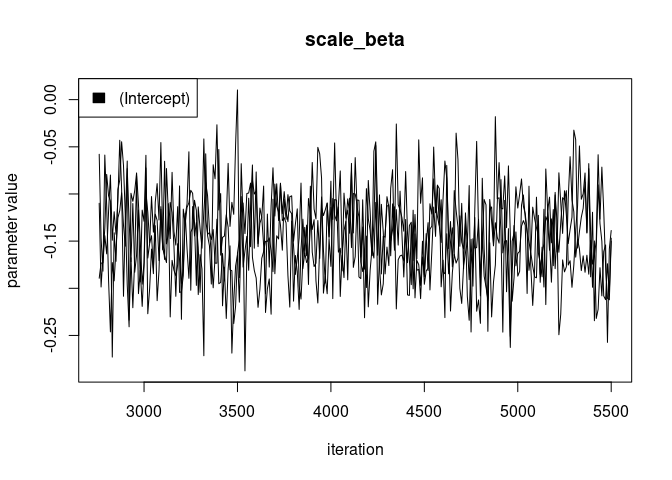 scale_beta
(Intercept)
parameter value
0.00
-0.05
-0.15
-0.25
3000 3500 4000 4500 5000 5500
iteration